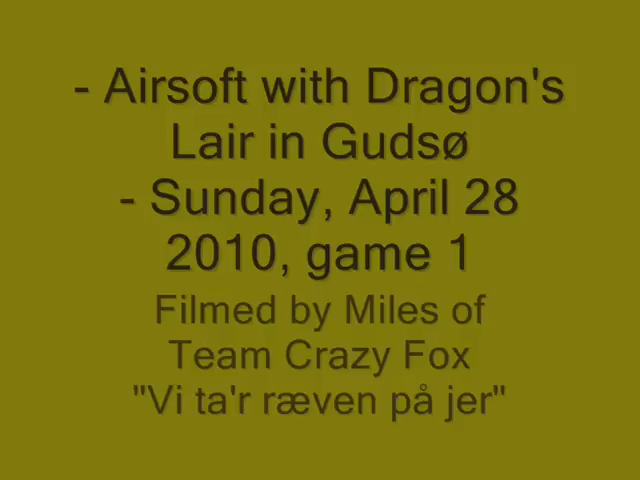 - Airsoft with Dragon's
Lair in Gudsø
- Sunday, April 28
2010, game 1
Filmed by Miles of
Team Crazy Fox
"Vi ta'r ræven på jer"